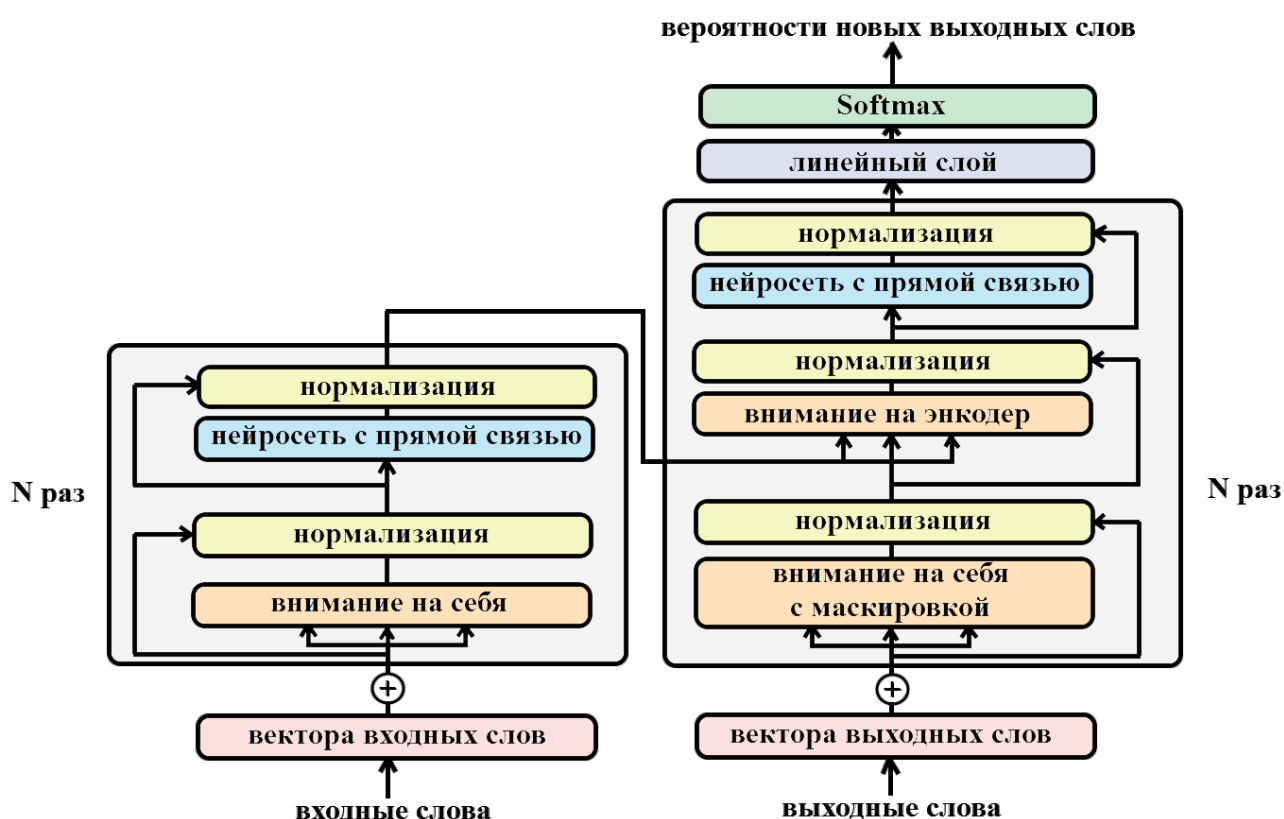 вероятности новых выходных слов
Softmax
линейный слой
нормализация
нейросеть с прямой связью
нормализация
внимание на энкодер
нормализация
внимание на себя
с маскировкой
N раз
вектора выходных слов
выходные слова
нормализация
нейросеть с прямой связью
N раз
нормализация
внимание на себя
вектора входных слов
входные слова